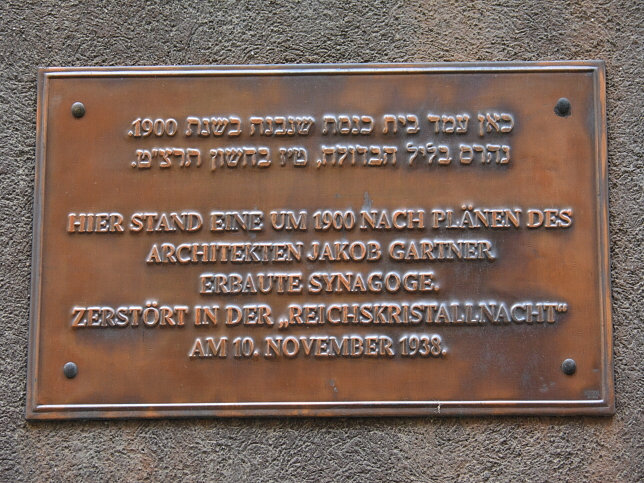 כאן עמד בית כנסת שנבנה בשנת 1900.
נהרס בליל הבדולח, ט״ז בחשון תרצ״ט.
HIER STAND EINE UM 1900 NACH PLÄNEN DES
ARCHITEKTEN JAKOB GARTNER
ERBAUTE SYNAGOGE.
ZERSTÖRT IN DER „REICHSKRISTALLNACHT“
AM 10. NOVEMBER 1938.